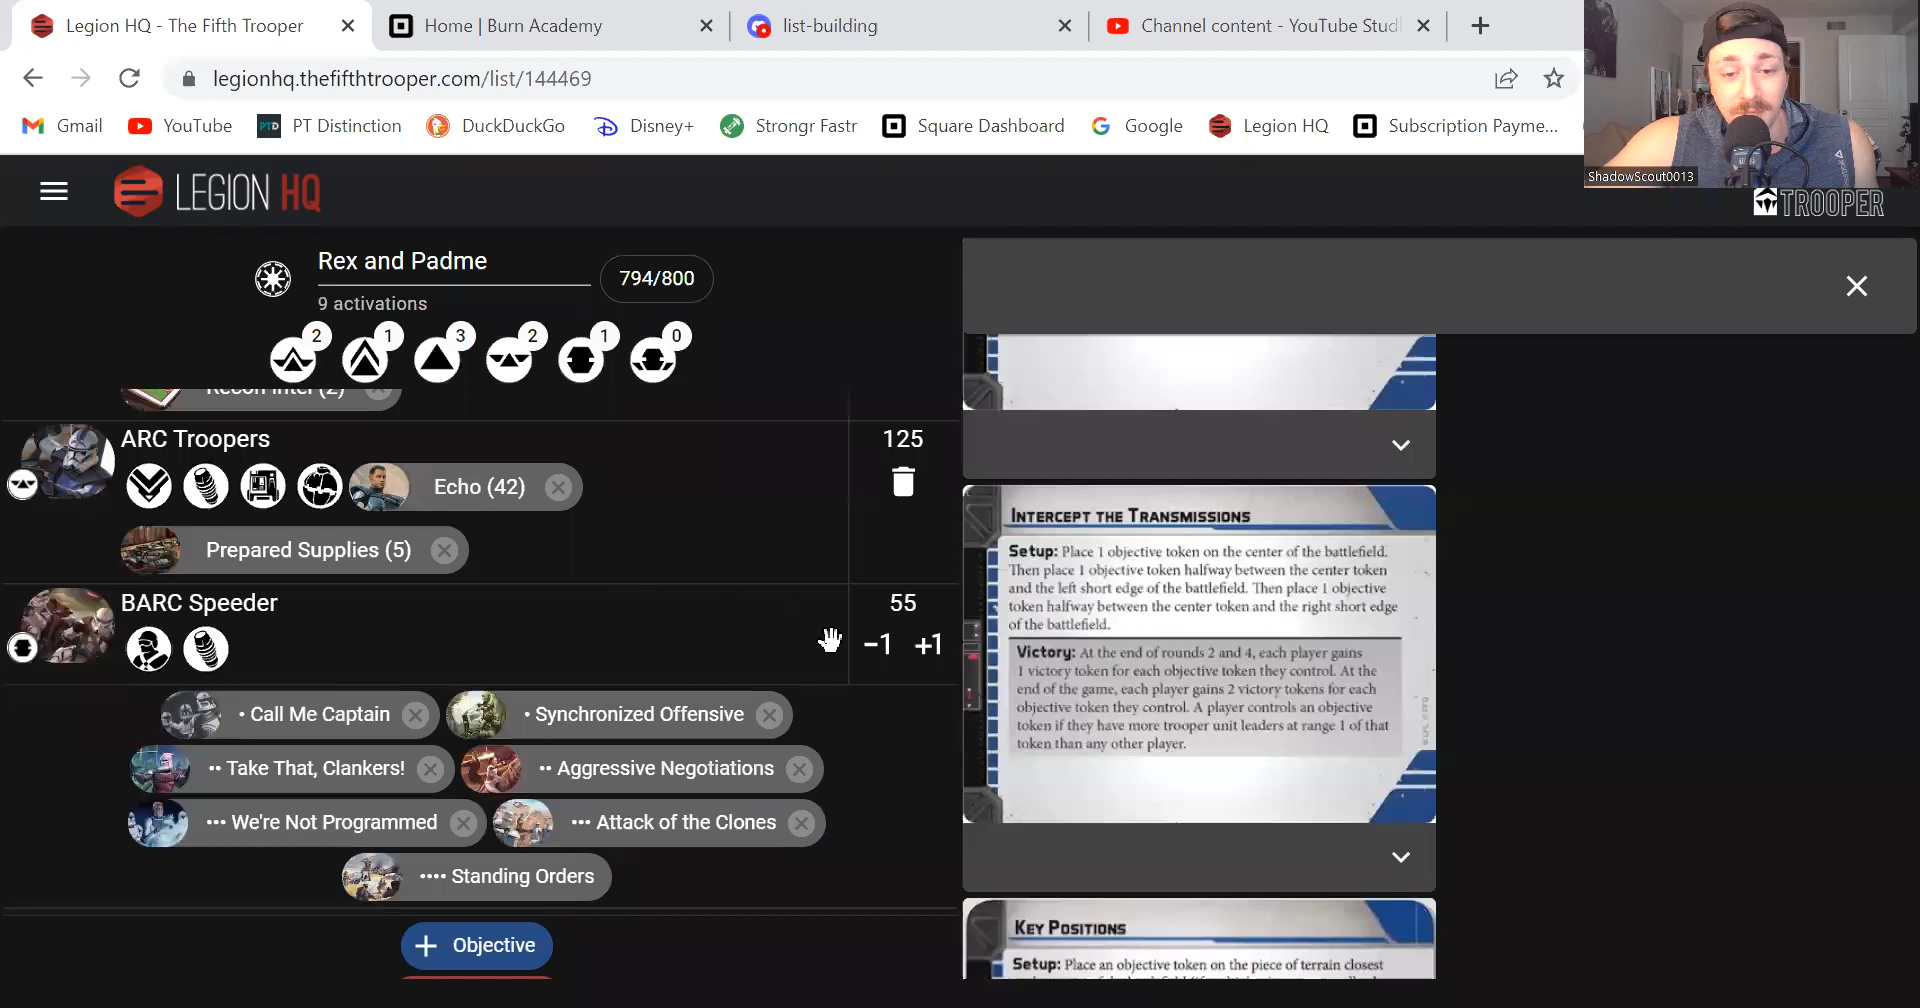 Legion HQ - The Fifth Trooper
Home | Burn Academy
list-building
Channel content - YouTube Stud
legionhq.thefifthtrooper.com/list/144469
Gmail
YouTube
PTD
PT Distinction
DuckDuckGo
Disney+
Strongr Fastr
Square Dashboard
Google
Legion HQ
Subscription Payme...
ShadowScout0013
LEGION HQ
TROOPER
Rex and Padme
794/800
9 activations
2
1
3
2
1
0
Recon Intel (2)
ARC Troopers
125
Echo (42)
Prepared Supplies (5)
BARC Speeder
55
−1 +1
• Call Me Captain
• Synchronized Offensive
•• Take That, Clankers!
•• Aggressive Negotiations
••• We're Not Programmed
••• Attack of the Clones
•••• Standing Orders
+ Objective
INTERCEPT THE TRANSMISSIONS
Setup: Place 1 objective token on the center of the battlefield.
Then place 1 objective token halfway between the center token
and the left short edge of the battlefield. Then place 1 objective
token halfway between the center token and the right short edge
of the battlefield.
Victory: At the end of rounds 2 and 4, each player gains
1 victory token for each objective token they control. At the
end of the game, each player gains 2 victory tokens for each
objective token they control. A player controls an objective
token if they have more trooper unit leaders at range 1 of that
token than any other player.
KEY POSITIONS
Setup: Place an objective token on the piece of terrain closest